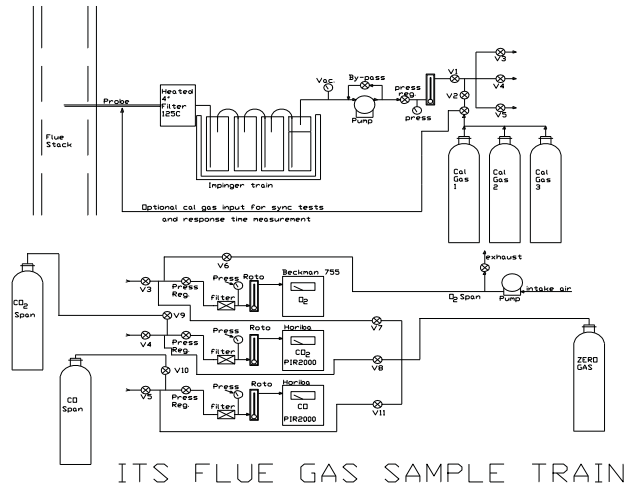 V3
Heated
4"
Filter
125C
Vac.
By-pass
press
reg.
V1
V4
Probe
V2
Pump
press
V5
Flue
Stack
Cal
Gas
1
Cal
Gas
2
Cal
Gas
3
Impinger train
Optional cal gas input for sync tests
and response time measurement
exhaust
V6
Press
Roto
Beckman 755
CO2
Span
V3
Press
Reg.
filter
O2
O2 Span
Pump
intake air
V9
Press
Roto
Horiba
V7
V4
Press
Reg.
filter
CO2
PIR2000
V8
ZERO
GAS
V10
CO
Span
Press
Roto
Horiba
V5
Press
Reg.
filter
CO
PIR2000
V11
ITS FLUE GAS SAMPLE TRAIN